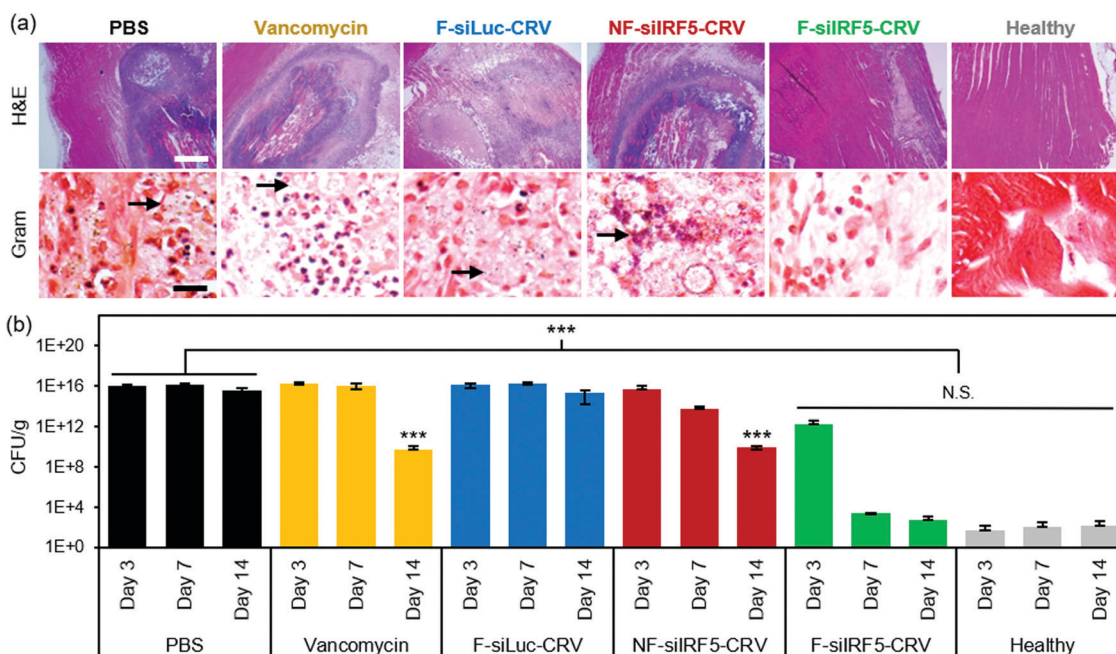 (a)
PBS Vancomycin F-siLuc-CRV NF-siIRF5-CRV F-siIRF5-CRV Healthy
H&E
Gram
(b)
CFU/g
1E+20
1E+16
1E+12
1E+8
1E+4
1E+0
***
***
***
N.S.
Day 3 Day 7 Day 14 Day 3 Day 7 Day 14 Day 3 Day 7 Day 14 Day 3 Day 7 Day 14 Day 3 Day 7 Day 14 Day 3 Day 7 Day 14
PBS Vancomycin F-siLuc-CRV NF-siIRF5-CRV F-siIRF5-CRV Healthy